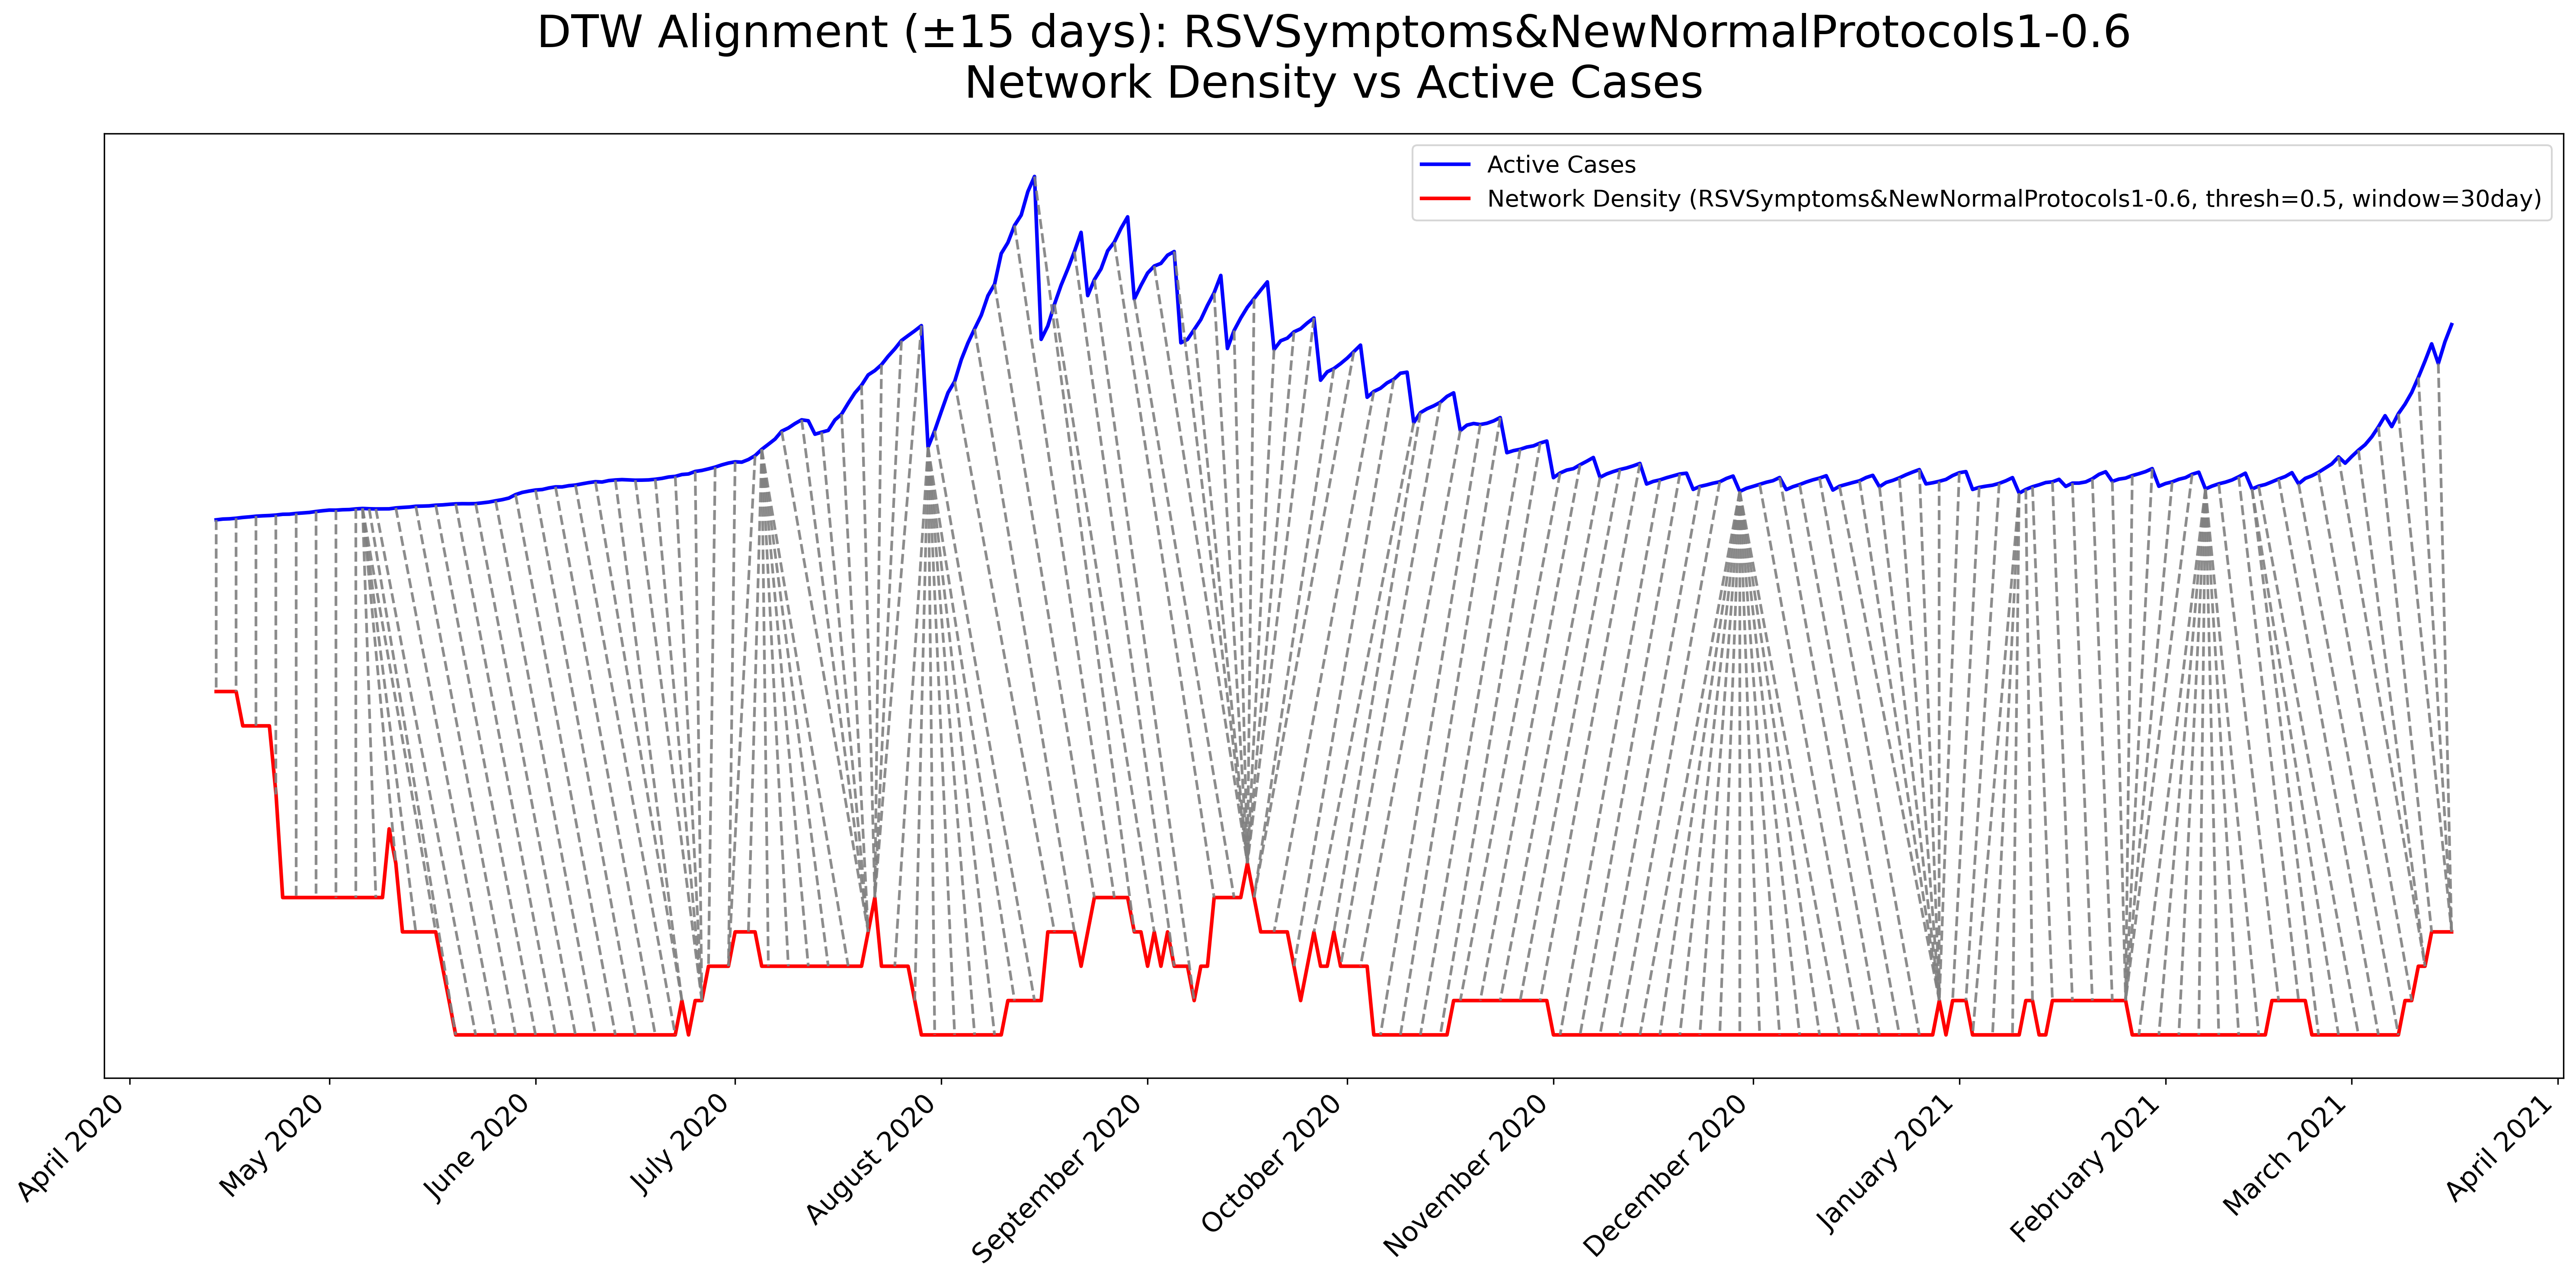 DTW Alignment (±15 days): RSVSymptoms&NewNormalProtocols1-0.6
Network Density vs Active Cases
Active Cases
Network Density (RSVSymptoms&NewNormalProtocols1-0.6, thresh=0.5, window=30day)
April 2020
May 2020
June 2020
July 2020
August 2020
September 2020
October 2020
November 2020
December 2020
January 2021
February 2021
March 2021
April 2021